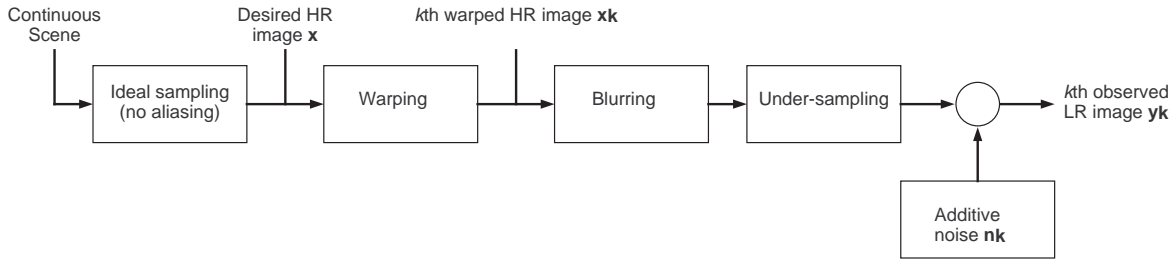 Continuous
Scene
Desired HR
image x
kth warped HR image xk
Ideal sampling
(no aliasing)
Warping
Blurring
Under-sampling
kth observed
LR image yk
Additive
noise nk